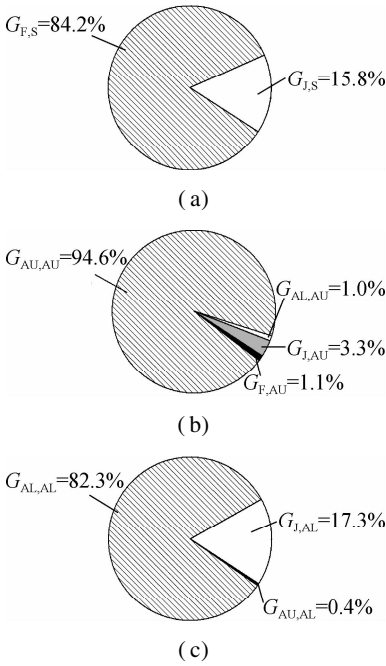 G_F,S=84.2%
G_J,S=15.8%
(a)
G_AU,AU=94.6%
G_AL,AU=1.0%
G_J,AU=3.3%
G_F,AU=1.1%
(b)
G_AL,AL=82.3%
G_J,AL=17.3%
G_AU,AL=0.4%
(c)